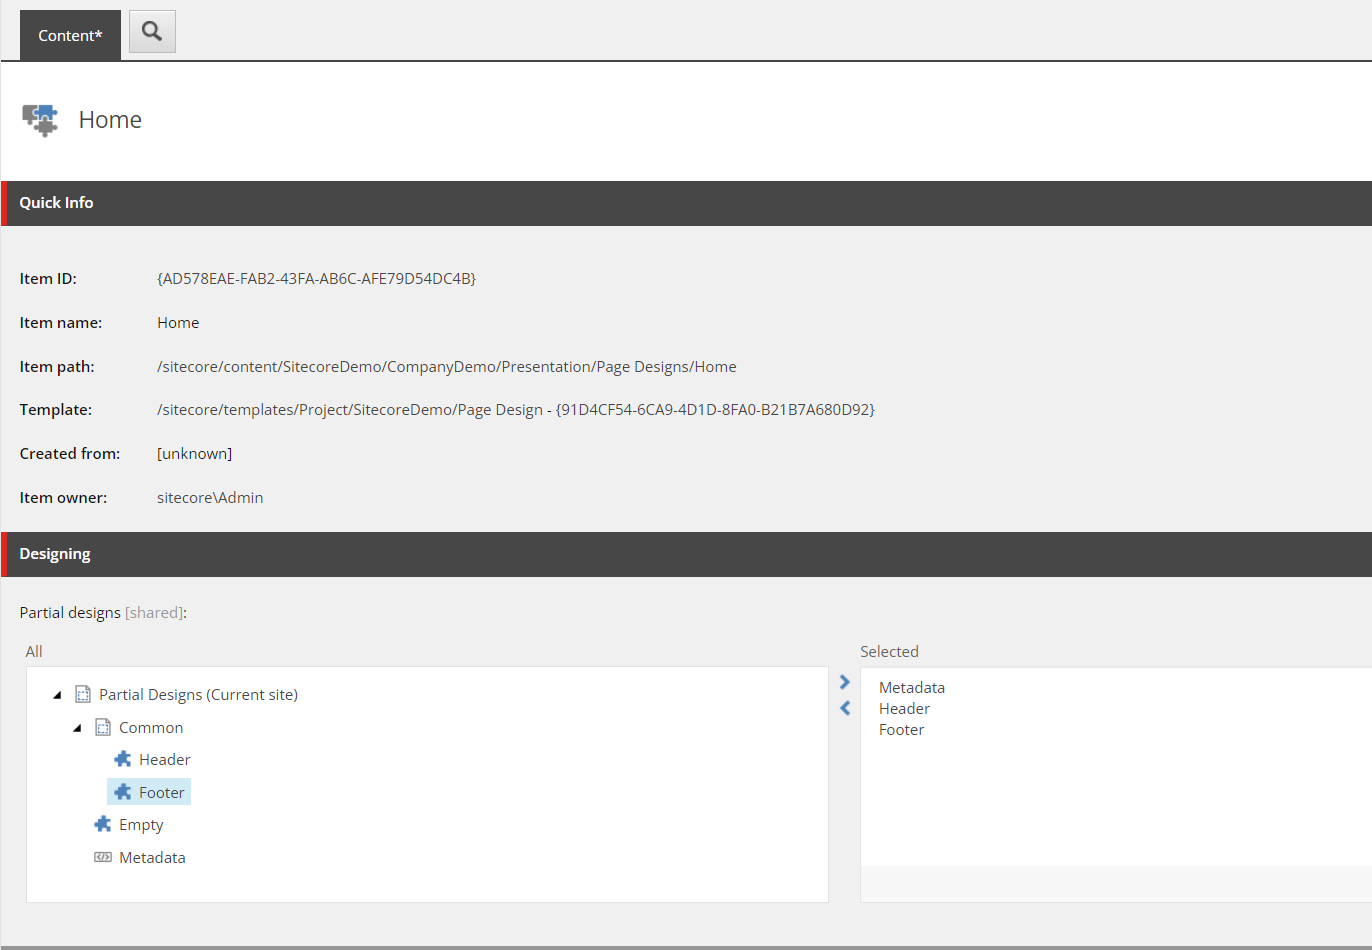 Content*
Home
Quick Info
Item ID: {AD578EAE-FAB2-43FA-AB6C-AFE79D54DC4B}
Item name: Home
Item path: /sitecore/content/SitecoreDemo/CompanyDemo/Presentation/Page Designs/Home
Template: /sitecore/templates/Project/SitecoreDemo/Page Design - {91D4CF54-6CA9-4D1D-8FA0-B21B7A680D92}
Created from: [unknown]
Item owner: sitecore\Admin
Designing
Partial designs [shared]:
All
Partial Designs (Current site)
Common
Header
Footer
Empty
Metadata
Selected
Metadata
Header
Footer